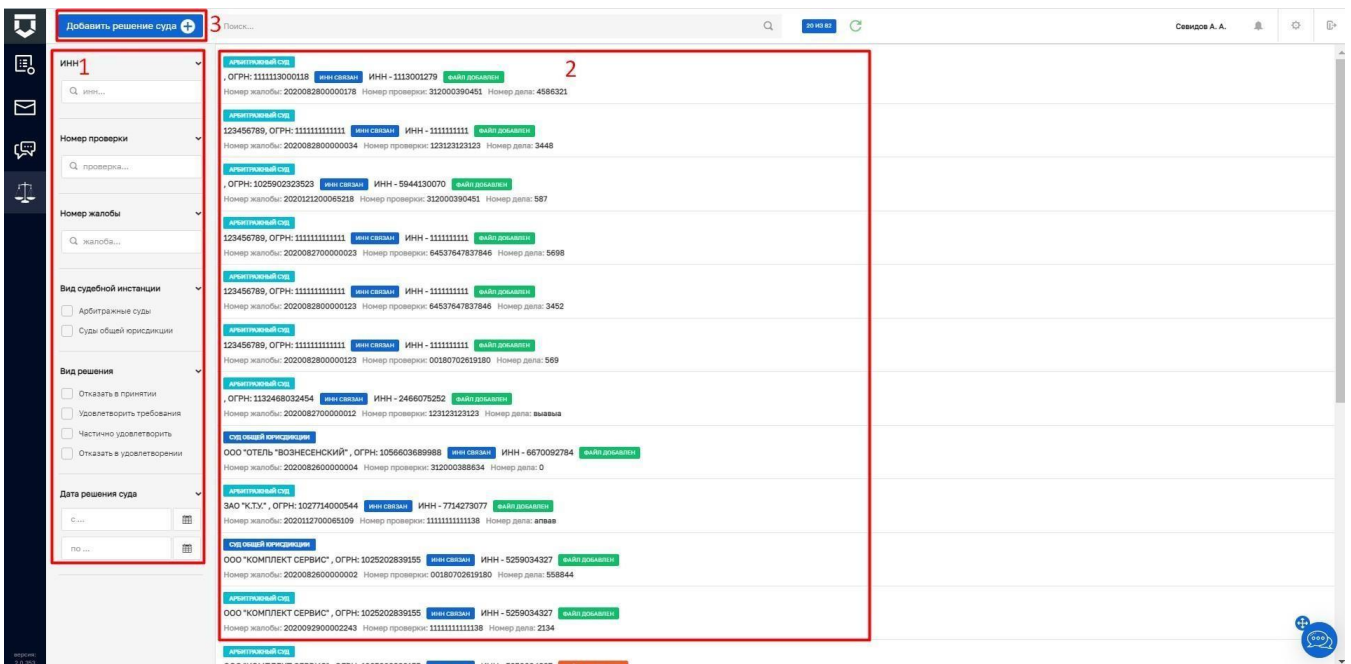 Добавить решение суда
3
Поиск...
20 ИЗ 82
Севидов А. А.
ИНН
1
инн...
Номер проверки
проверка...
Номер жалобы
жалоба...
Вид судебной инстанции
Арбитражные суды
Суды общей юрисдикции
Вид решения
Отказать в принятии
Удовлетворить требования
Частично удовлетворить
Отказать в удовлетворении
Дата решения суда
с ...
по ...
версия:
2.0.353
2
АРБИТРАЖНЫЙ СУД
, ОГРН: 1111113000118 ИНН СВЯЗАН ИНН - 1113001279 ФАЙЛ ДОБАВЛЕН
Номер жалобы: 2020082800000178 Номер проверки: 312000390451 Номер дела: 4586321
АРБИТРАЖНЫЙ СУД
123456789, ОГРН: 1111111111111 ИНН СВЯЗАН ИНН - 1111111111 ФАЙЛ ДОБАВЛЕН
Номер жалобы: 2020082800000034 Номер проверки: 123123123123 Номер дела: 3448
АРБИТРАЖНЫЙ СУД
, ОГРН: 1025902323523 ИНН СВЯЗАН ИНН - 5944130070 ФАЙЛ ДОБАВЛЕН
Номер жалобы: 2020121200065218 Номер проверки: 312000390451 Номер дела: 587
АРБИТРАЖНЫЙ СУД
123456789, ОГРН: 1111111111111 ИНН СВЯЗАН ИНН - 1111111111 ФАЙЛ ДОБАВЛЕН
Номер жалобы: 2020082700000023 Номер проверки: 64537647837846 Номер дела: 5698
АРБИТРАЖНЫЙ СУД
123456789, ОГРН: 1111111111111 ИНН СВЯЗАН ИНН - 1111111111 ФАЙЛ ДОБАВЛЕН
Номер жалобы: 2020082800000123 Номер проверки: 64537647837846 Номер дела: 3452
АРБИТРАЖНЫЙ СУД
123456789, ОГРН: 1111111111111 ИНН СВЯЗАН ИНН - 1111111111 ФАЙЛ ДОБАВЛЕН
Номер жалобы: 2020082800000123 Номер проверки: 00180702619180 Номер дела: 569
АРБИТРАЖНЫЙ СУД
, ОГРН: 1132468032454 ИНН СВЯЗАН ИНН - 2466075252 ФАЙЛ ДОБАВЛЕН
Номер жалобы: 2020082700000012 Номер проверки: 123123123123 Номер дела: выавыа
СУД ОБЩЕЙ ЮРИСДИКЦИИ
ООО "ОТЕЛЬ "ВОЗНЕСЕНСКИЙ" , ОГРН: 1056603689988 ИНН СВЯЗАН ИНН - 6670092784 ФАЙЛ ДОБАВЛЕН
Номер жалобы: 2020082600000004 Номер проверки: 312000388634 Номер дела: 0
АРБИТРАЖНЫЙ СУД
ЗАО "К.Т.У." , ОГРН: 1027714000544 ИНН СВЯЗАН ИНН - 7714273077 ФАЙЛ ДОБАВЛЕН
Номер жалобы: 2020112700065109 Номер проверки: 11111111111138 Номер дела: апвав
СУД ОБЩЕЙ ЮРИСДИКЦИИ
ООО "КОМПЛЕКТ СЕРВИС" , ОГРН: 1025202839155 ИНН СВЯЗАН ИНН - 5259034327 ФАЙЛ ДОБАВЛЕН
Номер жалобы: 2020082600000002 Номер проверки: 00180702619180 Номер дела: 558844
АРБИТРАЖНЫЙ СУД
ООО "КОМПЛЕКТ СЕРВИС" , ОГРН: 1025202839155 ИНН СВЯЗАН ИНН - 5259034327 ФАЙЛ ДОБАВЛЕН
Номер жалобы: 2020092900002243 Номер проверки: 11111111111138 Номер дела: 2134
АРБИТРАЖНЫЙ СУД